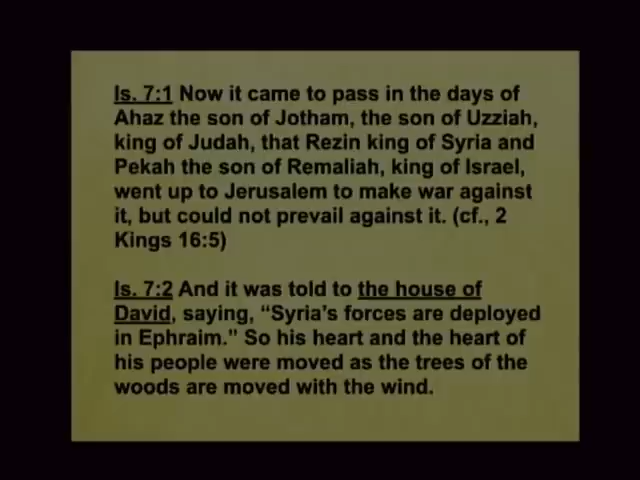 Is. 7:1 Now it came to pass in the days of
Ahaz the son of Jotham, the son of Uzziah,
king of Judah, that Rezin king of Syria and
Pekah the son of Remaliah, king of Israel,
went up to Jerusalem to make war against
it, but could not prevail against it. (cf., 2
Kings 16:5)
Is. 7:2 And it was told to the house of
David, saying, “Syria’s forces are deployed
in Ephraim.” So his heart and the heart of
his people were moved as the trees of the
woods are moved with the wind.